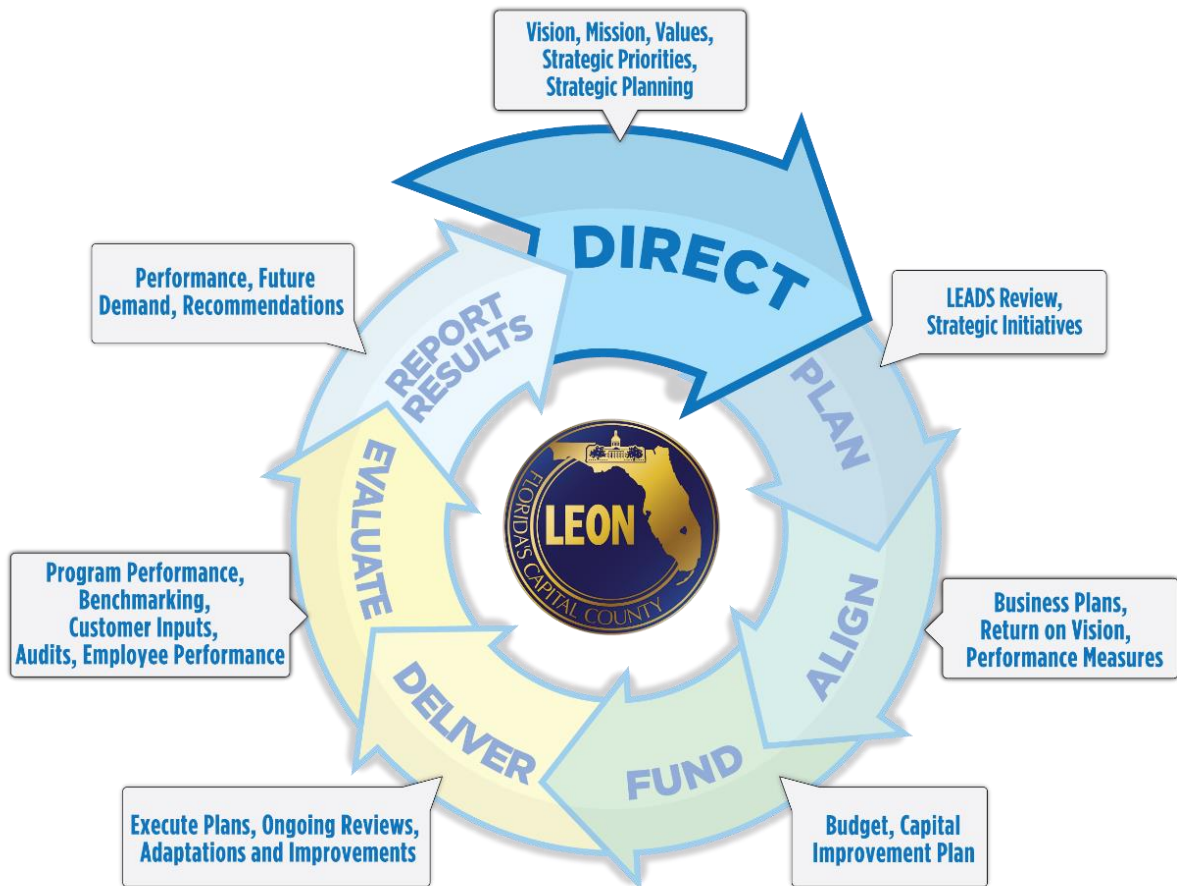 Vision, Mission, Values,
Strategic Priorities,
Strategic Planning
DIRECT
LEADS Review,
Strategic Initiatives
PLAN
Business Plans,
Return on Vision,
Performance Measures
ALIGN
Budget, Capital
Improvement Plan
FUND
Execute Plans, Ongoing Reviews,
Adaptations and Improvements
DELIVER
Program Performance,
Benchmarking,
Customer Inputs,
Audits, Employee Performance
EVALUATE
Performance, Future
Demand, Recommendations
REPORT
RESULTS
LEON
FLORIDA'S CAPITAL COUNTY